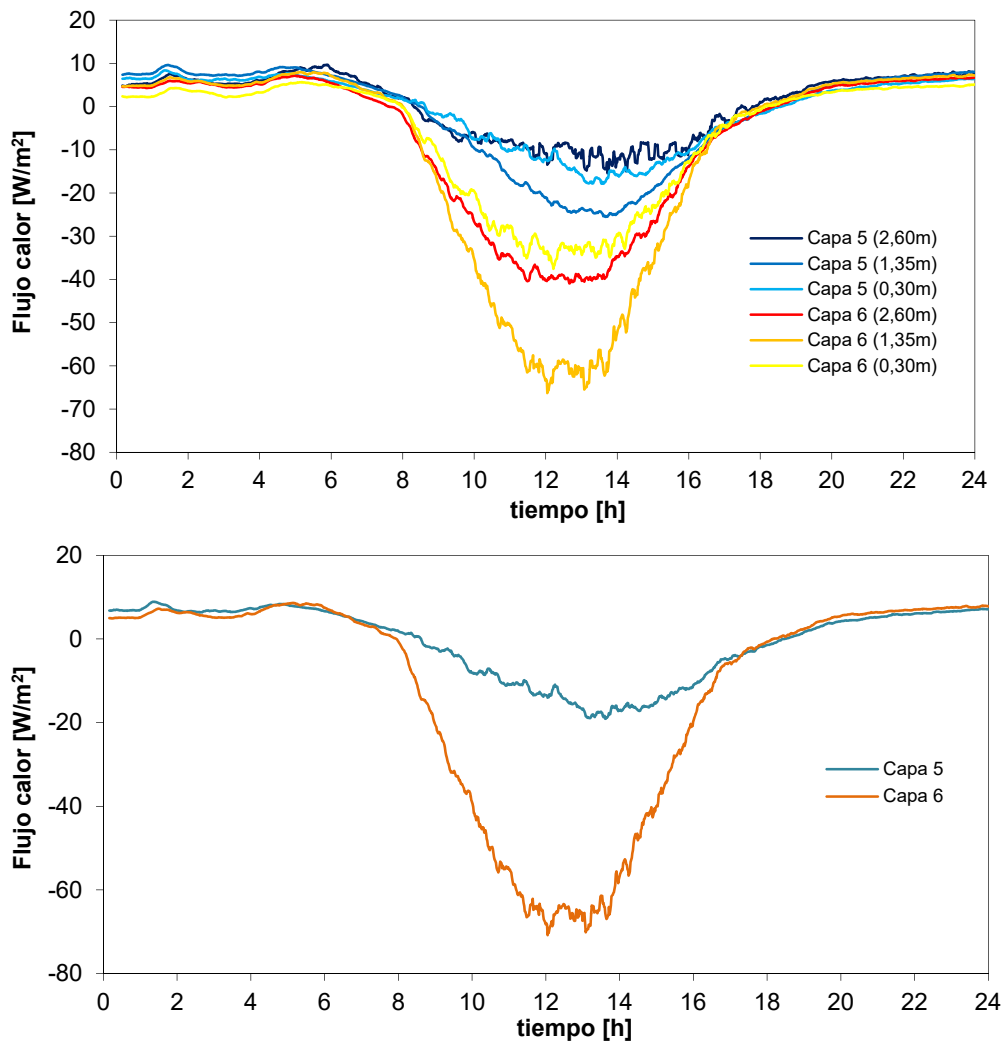 20
10
0
-10
-20
-30
-40
-50
-60
-70
-80
Flujo calor [W/m²]
Capa 5 (2,60m)
Capa 5 (1,35m)
Capa 5 (0,30m)
Capa 6 (2,60m)
Capa 6 (1,35m)
Capa 6 (0,30m)
0 2 4 6 8 10 12 14 16 18 20 22 24
tiempo [h]
20
0
-20
-40
-60
-80
Flujo calor [W/m²]
Capa 5
Capa 6
0 2 4 6 8 10 12 14 16 18 20 22 24
tiempo [h]